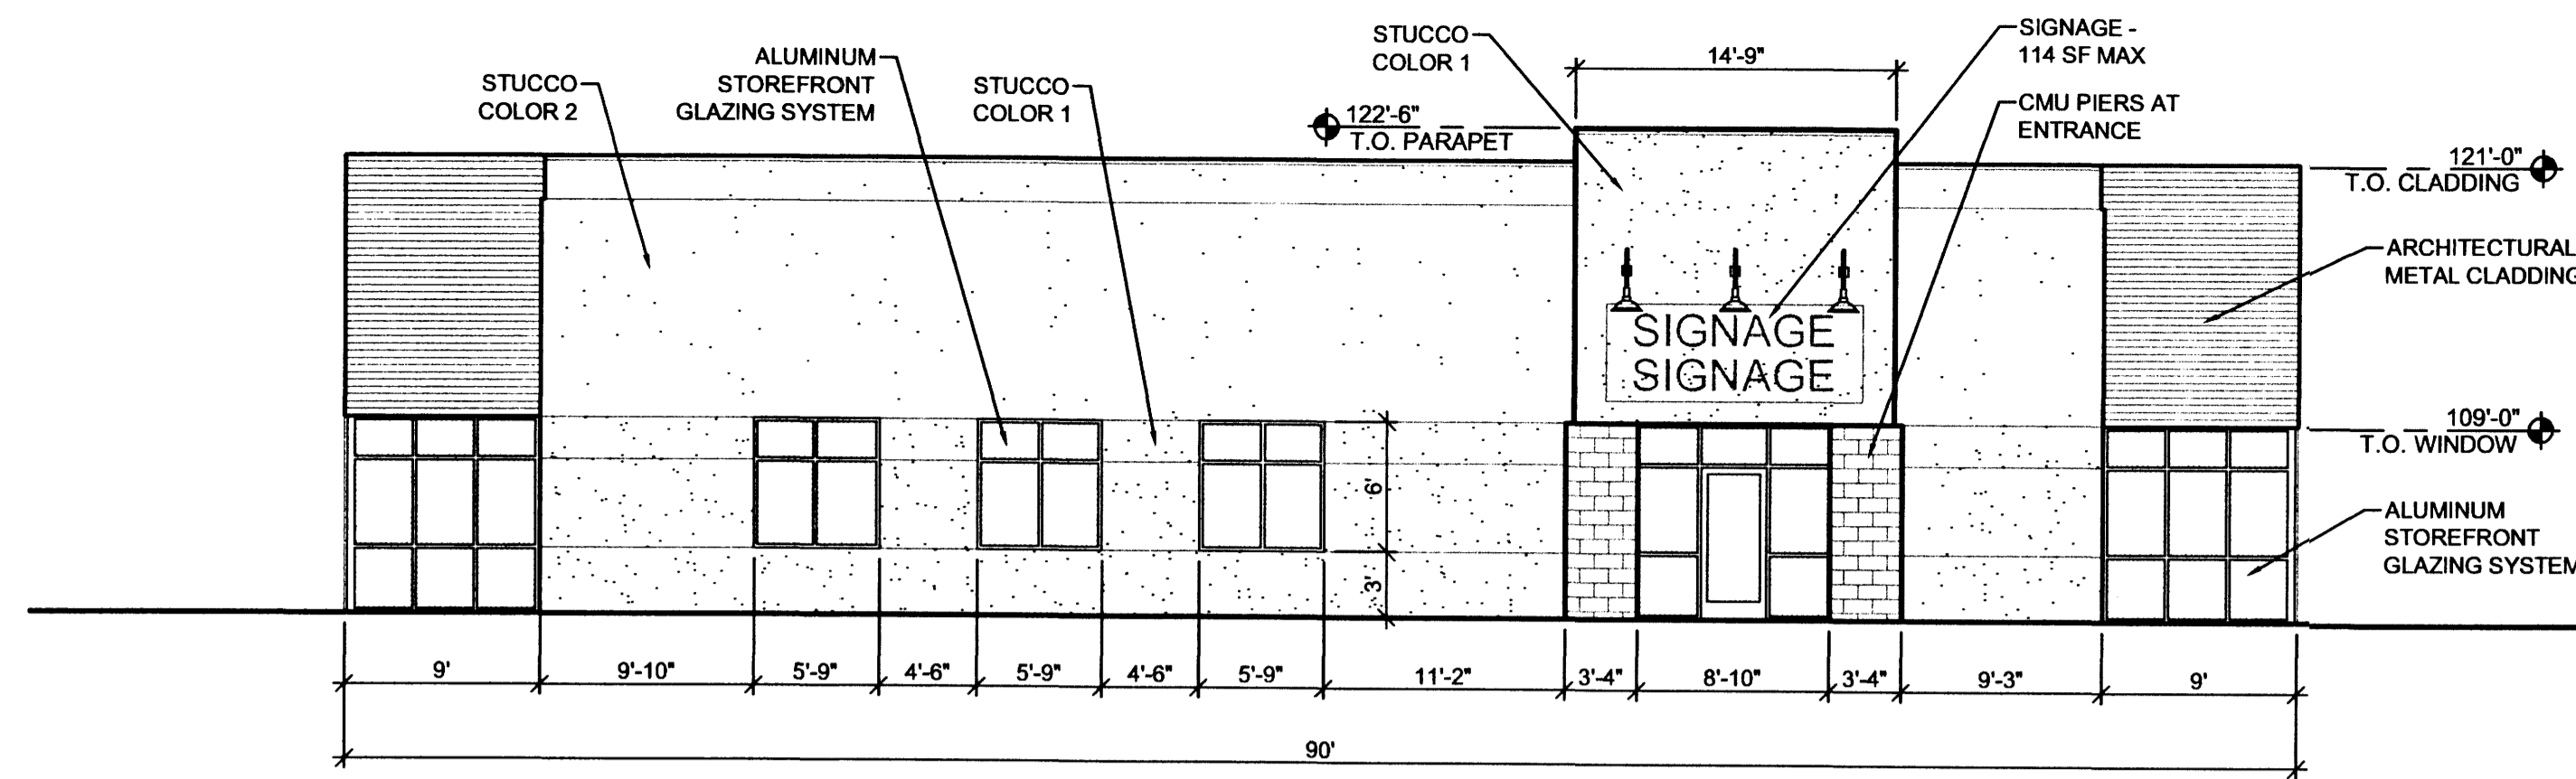 STUCCO
COLOR 2
ALUMINUM
STOREFRONT
GLAZING SYSTEM
STUCCO
COLOR 1
STUCCO
COLOR 1
14'-9"
SIGNAGE -
114 SF MAX
CMU PIERS AT
ENTRANCE
122'-6"
T.O. PARAPET
121'-0"
T.O. CLADDING
ARCHITECTURAL
METAL CLADDING
SIGNAGE
SIGNAGE
109'-0"
T.O. WINDOW
ALUMINUM
STOREFRONT
GLAZING SYSTEM
6'
3'
9'
9'-10"
5'-9"
4'-6"
5'-9"
4'-6"
5'-9"
11'-2"
3'-4"
8'-10"
3'-4"
9'-3"
9'
90'